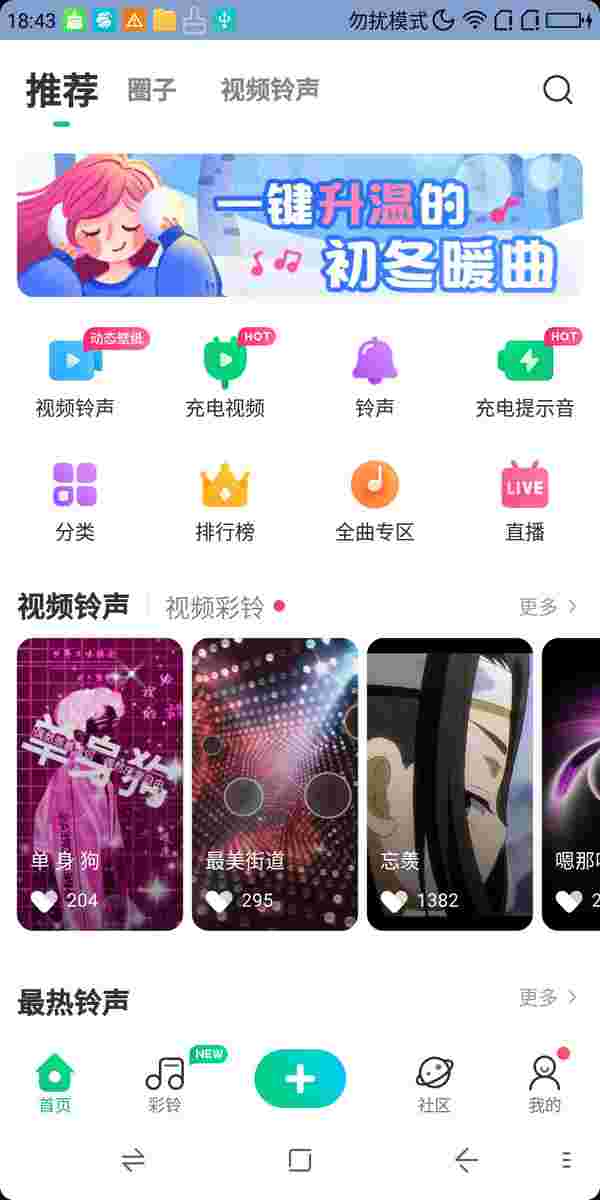 18:43
勿扰模式
推荐
圈子
视频铃声
一键升温的
初冬暖曲
动态壁纸
HOT
HOT
视频铃声
充电视频
铃声
充电提示音
LIVE
分类
排行榜
全曲专区
直播
视频铃声
视频彩铃
更多
单身狗
单 身 狗
204
最美街道
295
忘羡
1382
嗯那
2
最热铃声
更多
NEW
首页
彩铃
社区
我的